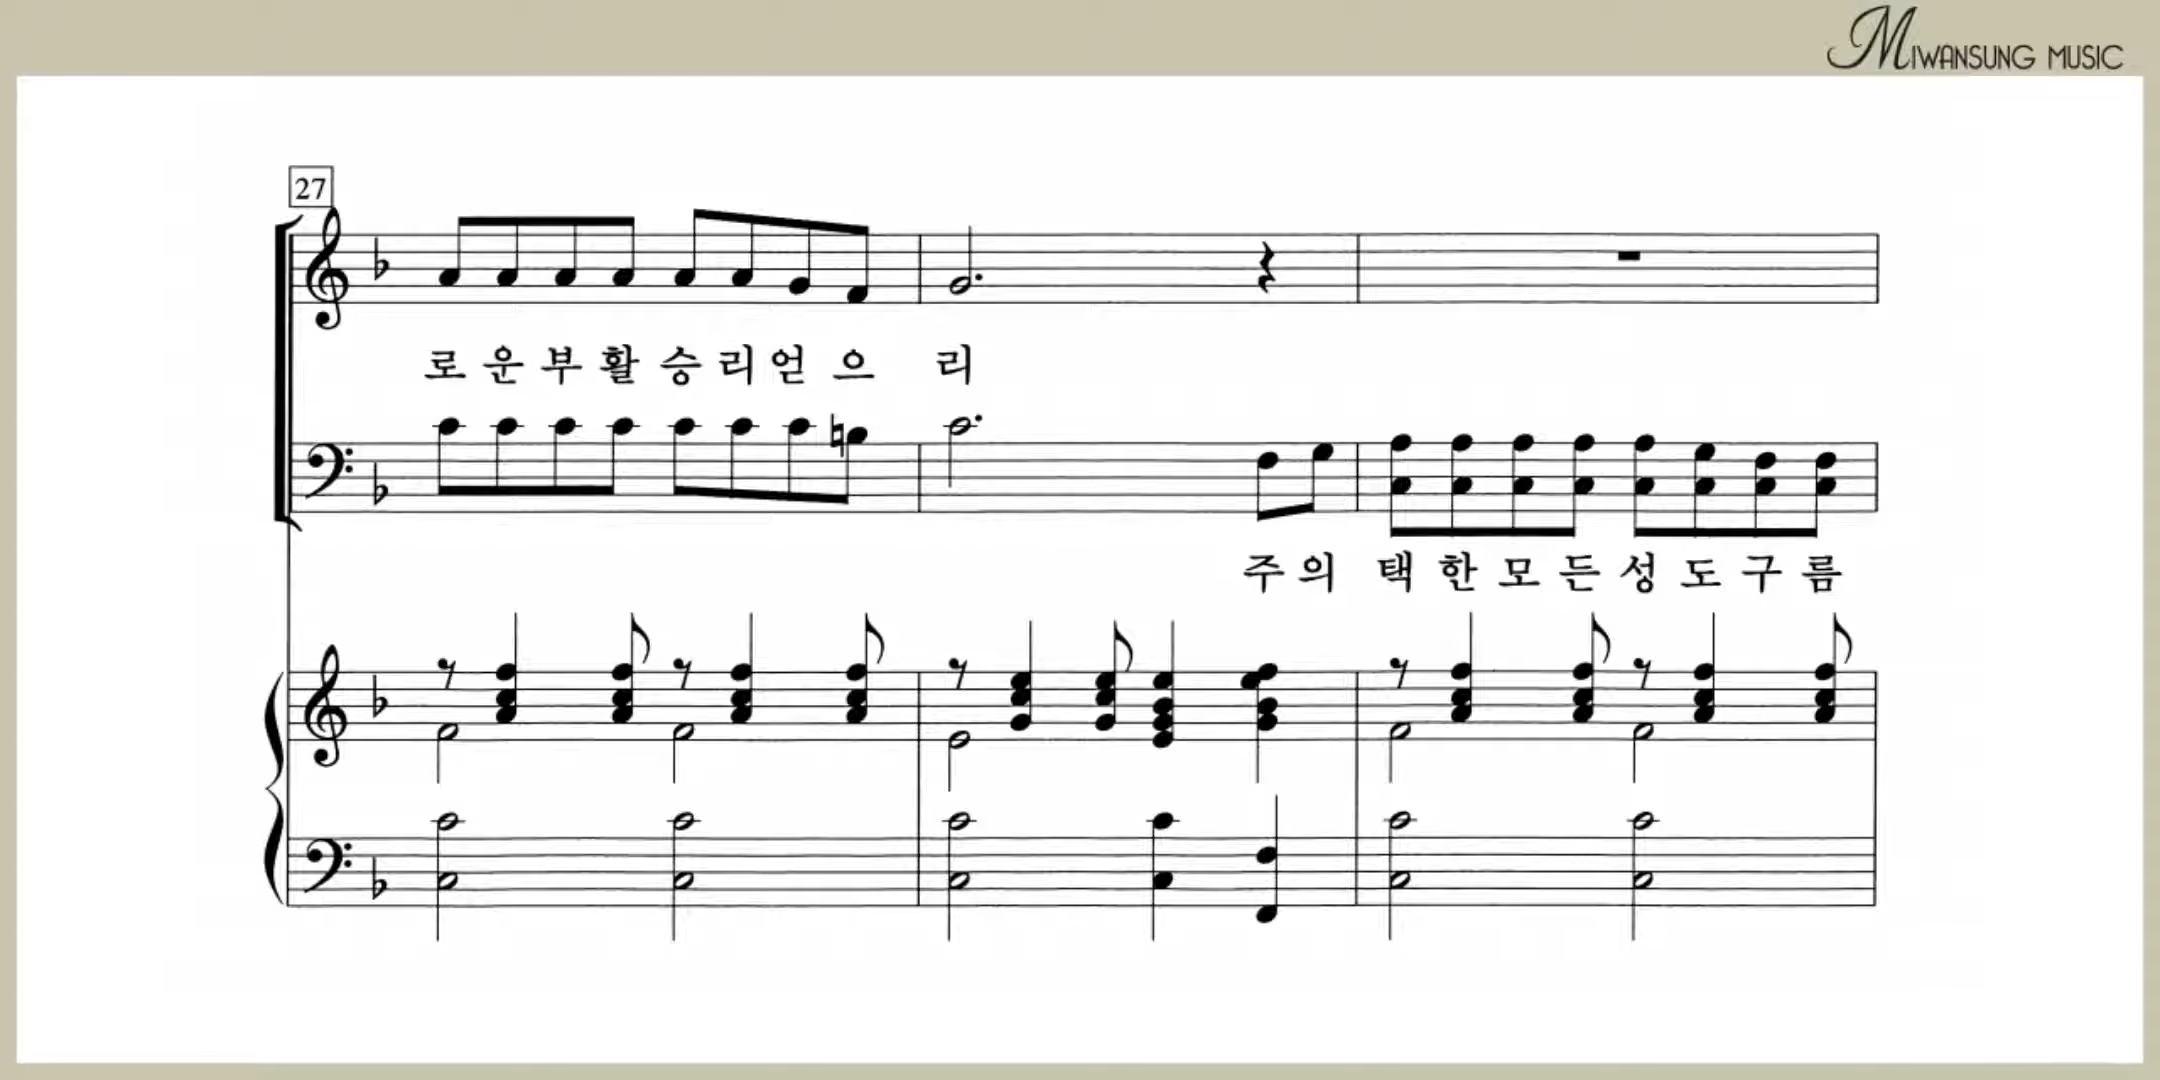 MIWANSUNG MUSIC
27
로 운 부 활 승 리 얻 으 리
주 의 택 한 모 든 성 도 구 름